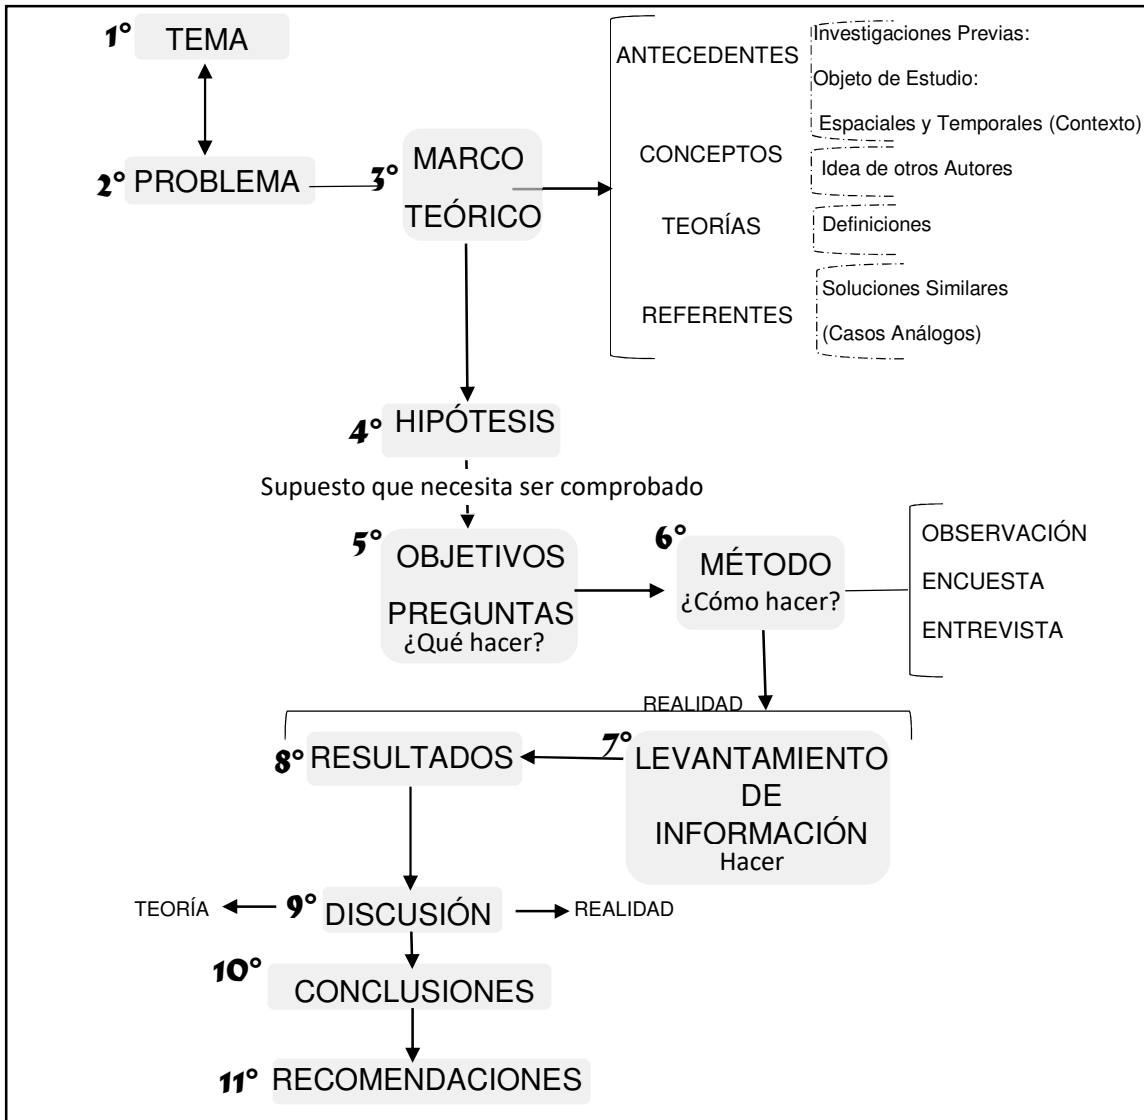 1° TEMA
2° PROBLEMA
3° MARCO
TEÓRICO
ANTECEDENTES
Investigaciones Previas:
Objeto de Estudio:
Espaciales y Temporales (Contexto)
CONCEPTOS
Idea de otros Autores
TEORÍAS
Definiciones
REFERENTES
Soluciones Similares
(Casos Análogos)
4° HIPÓTESIS
Supuesto que necesita ser comprobado
5° OBJETIVOS
PREGUNTAS
¿Qué hacer?
6° MÉTODO
¿Cómo hacer?
OBSERVACIÓN
ENCUESTA
ENTREVISTA
REALIDAD
7° LEVANTAMIENTO
DE
INFORMACIÓN
Hacer
8° RESULTADOS
TEORÍA
9° DISCUSIÓN
REALIDAD
10° CONCLUSIONES
11° RECOMENDACIONES